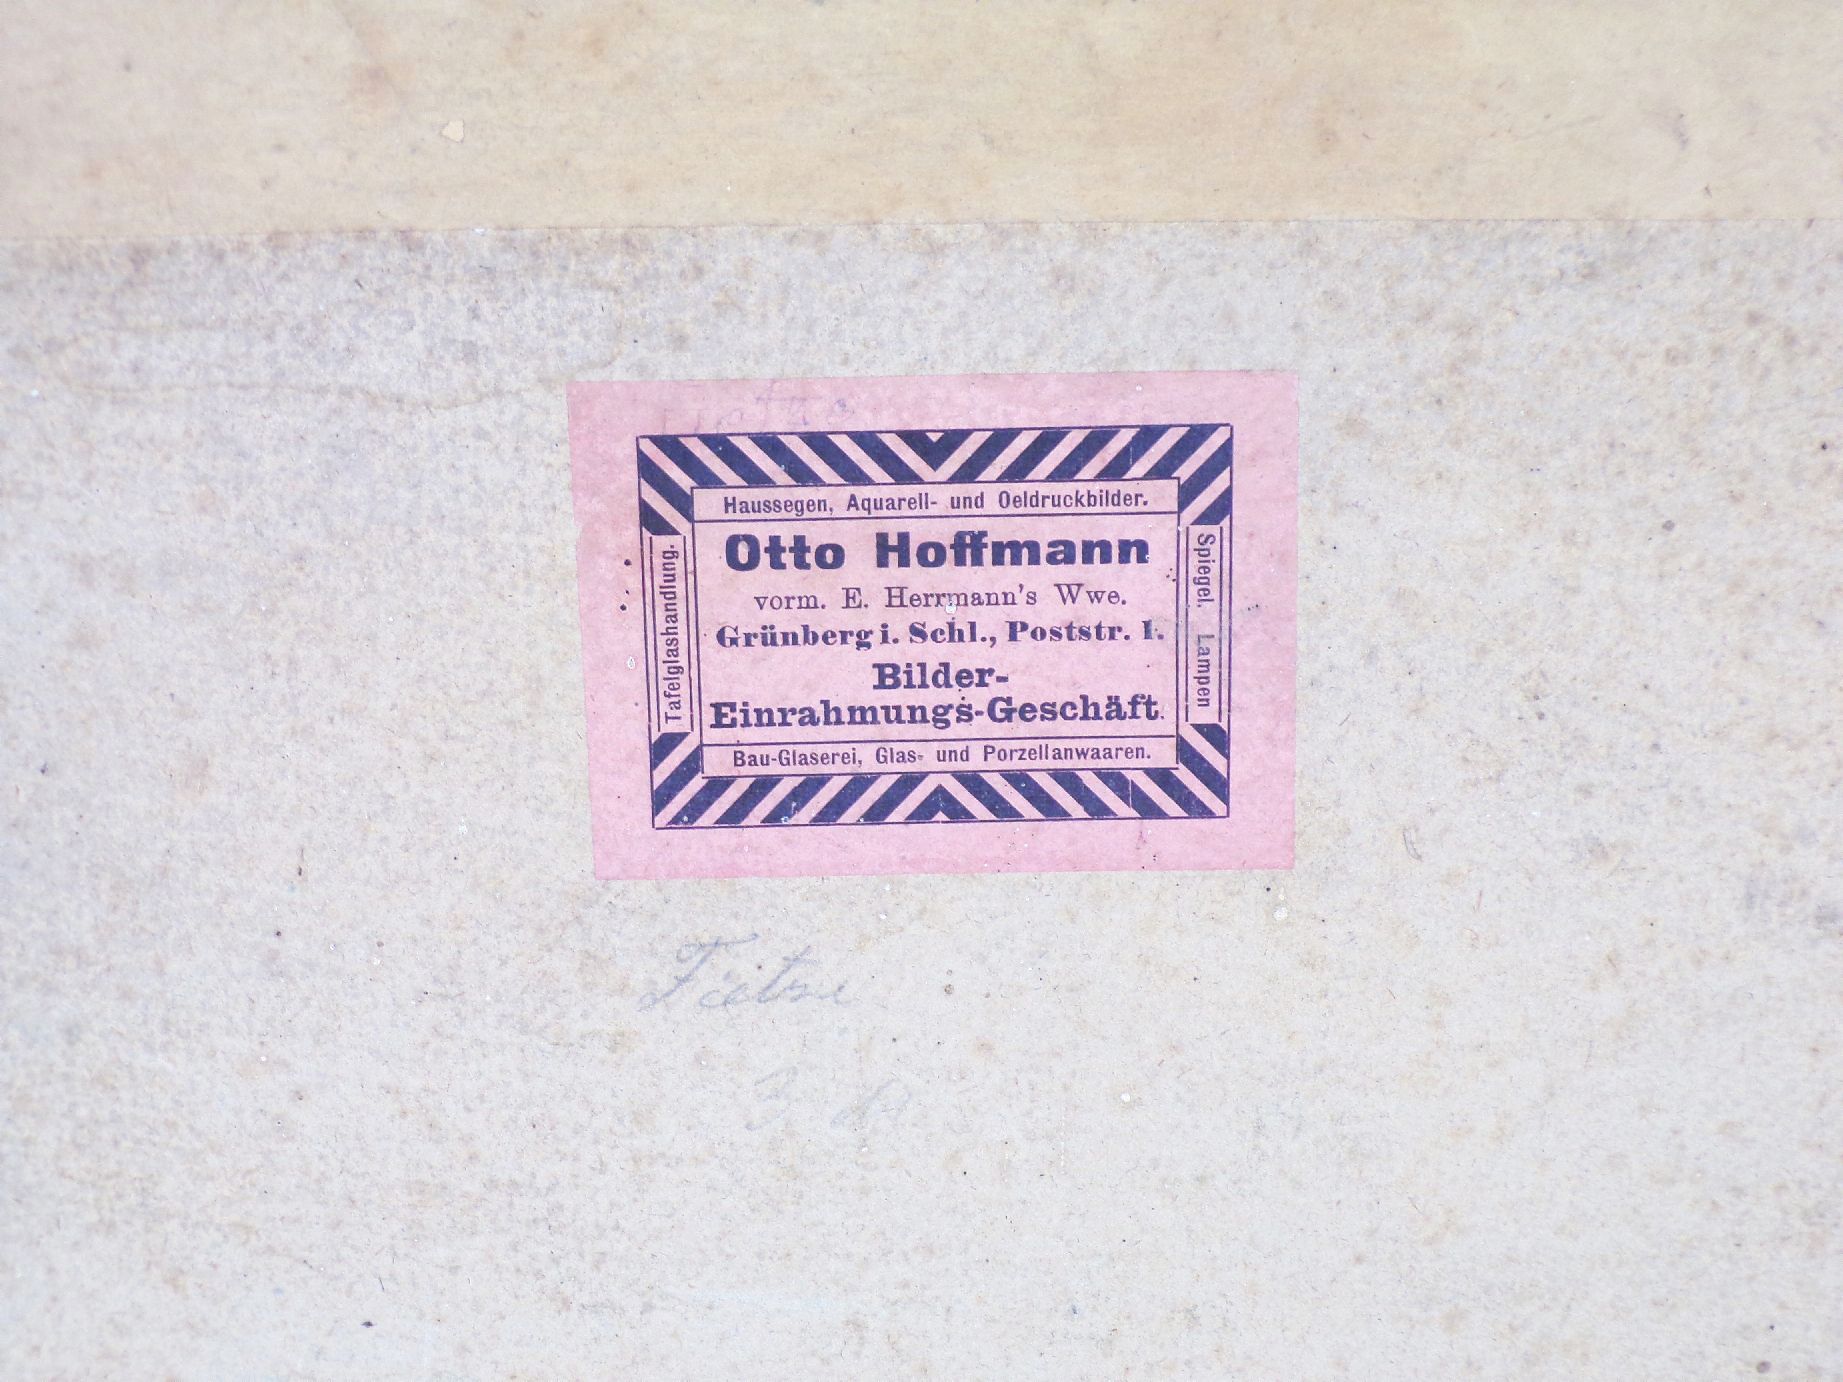 Haussegen, Aquarell- und Oeldruckbilder.
Tafelglashandlung.
Otto Hoffmann
vorm. E. Herrmann's Wwe.
Grünberg i. Schl., Poststr. 1.
Bilder-
Einrahmungs-Geschäft.
Spiegel. Lampen
Bau-Glaserei, Glas- und Porzellanwaaren.